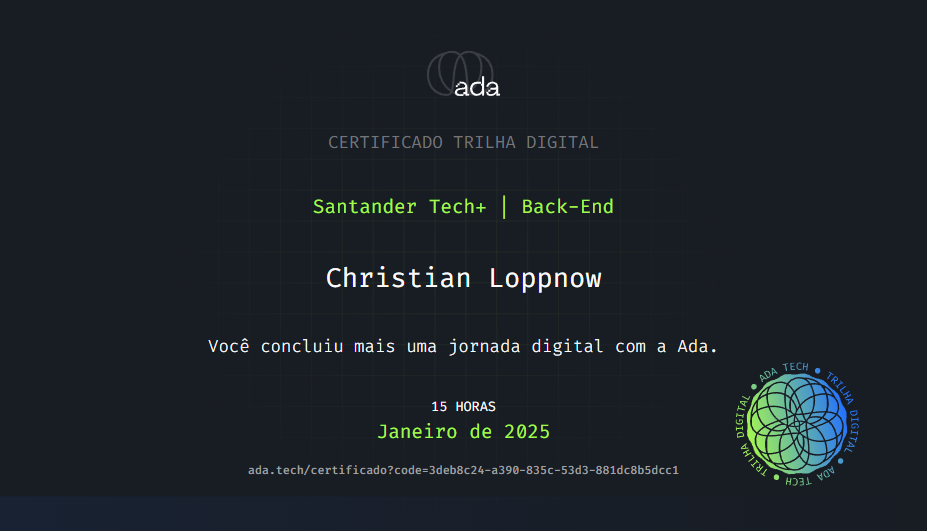 ada
CERTIFICADO TRILHA DIGITAL
Santander Tech+ | Back-End
Christian Loppnow
Você concluiu mais uma jornada digital com a Ada.
15 HORAS
Janeiro de 2025
ada.tech/certificado?code=3deb8c24-a390-835c-53d3-881dc8b5dcc1
ADA TECH • TRILHA DIGITAL • ADA TECH • TRILHA DIGITAL •